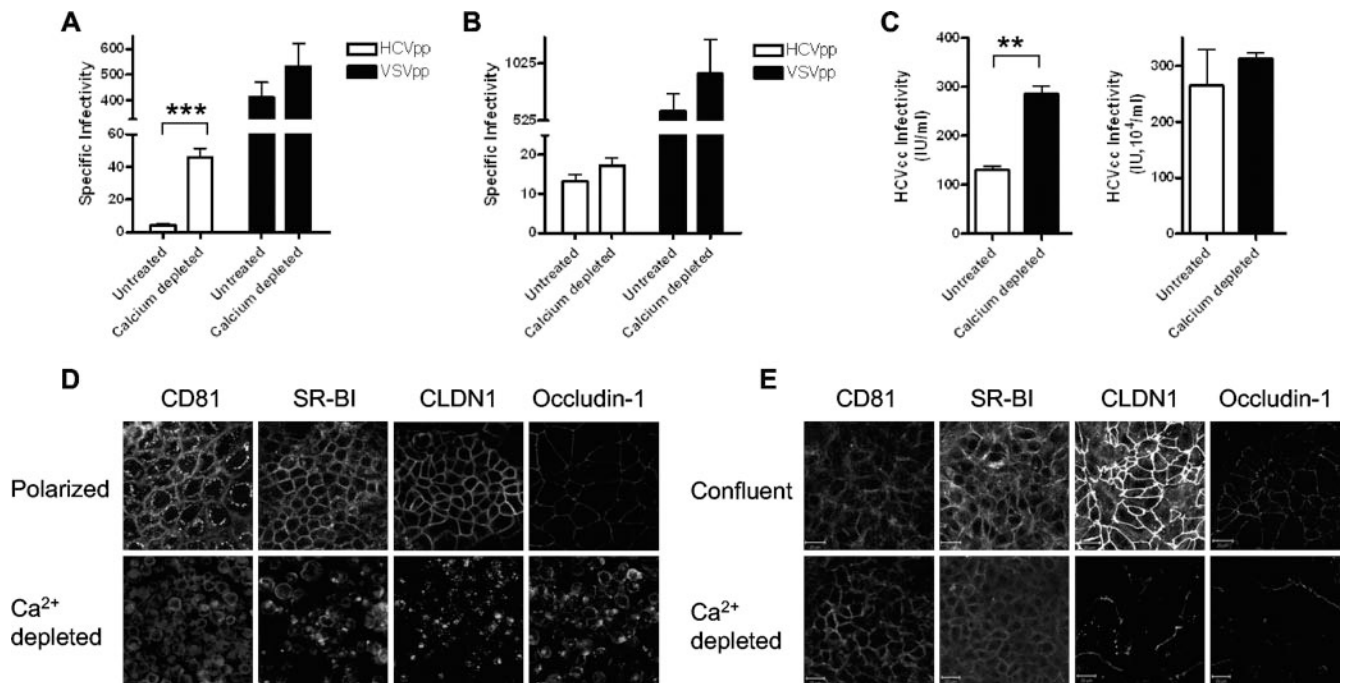 A
Specific Infectivity
600
500
400
60
40
20
0
***
HCVpp
VSVpp
Untreated
Calcium depleted
Untreated
Calcium depleted
B
Specific Infectivity
1025
525
20
10
0
HCVpp
VSVpp
Untreated
Calcium depleted
Untreated
Calcium depleted
C
HCVcc Infectivity
(IU/ml)
400
300
200
100
0
**
Untreated
Calcium depleted
HCVcc Infectivity
(IU,10⁻⁴/ml)
300
200
100
0
Untreated
Calcium depleted
D
CD81 SR-BI CLDN1 Occludin-1
Polarized
Ca²⁺
depleted
E
CD81 SR-BI CLDN1 Occludin-1
Confluent
Ca²⁺
depleted